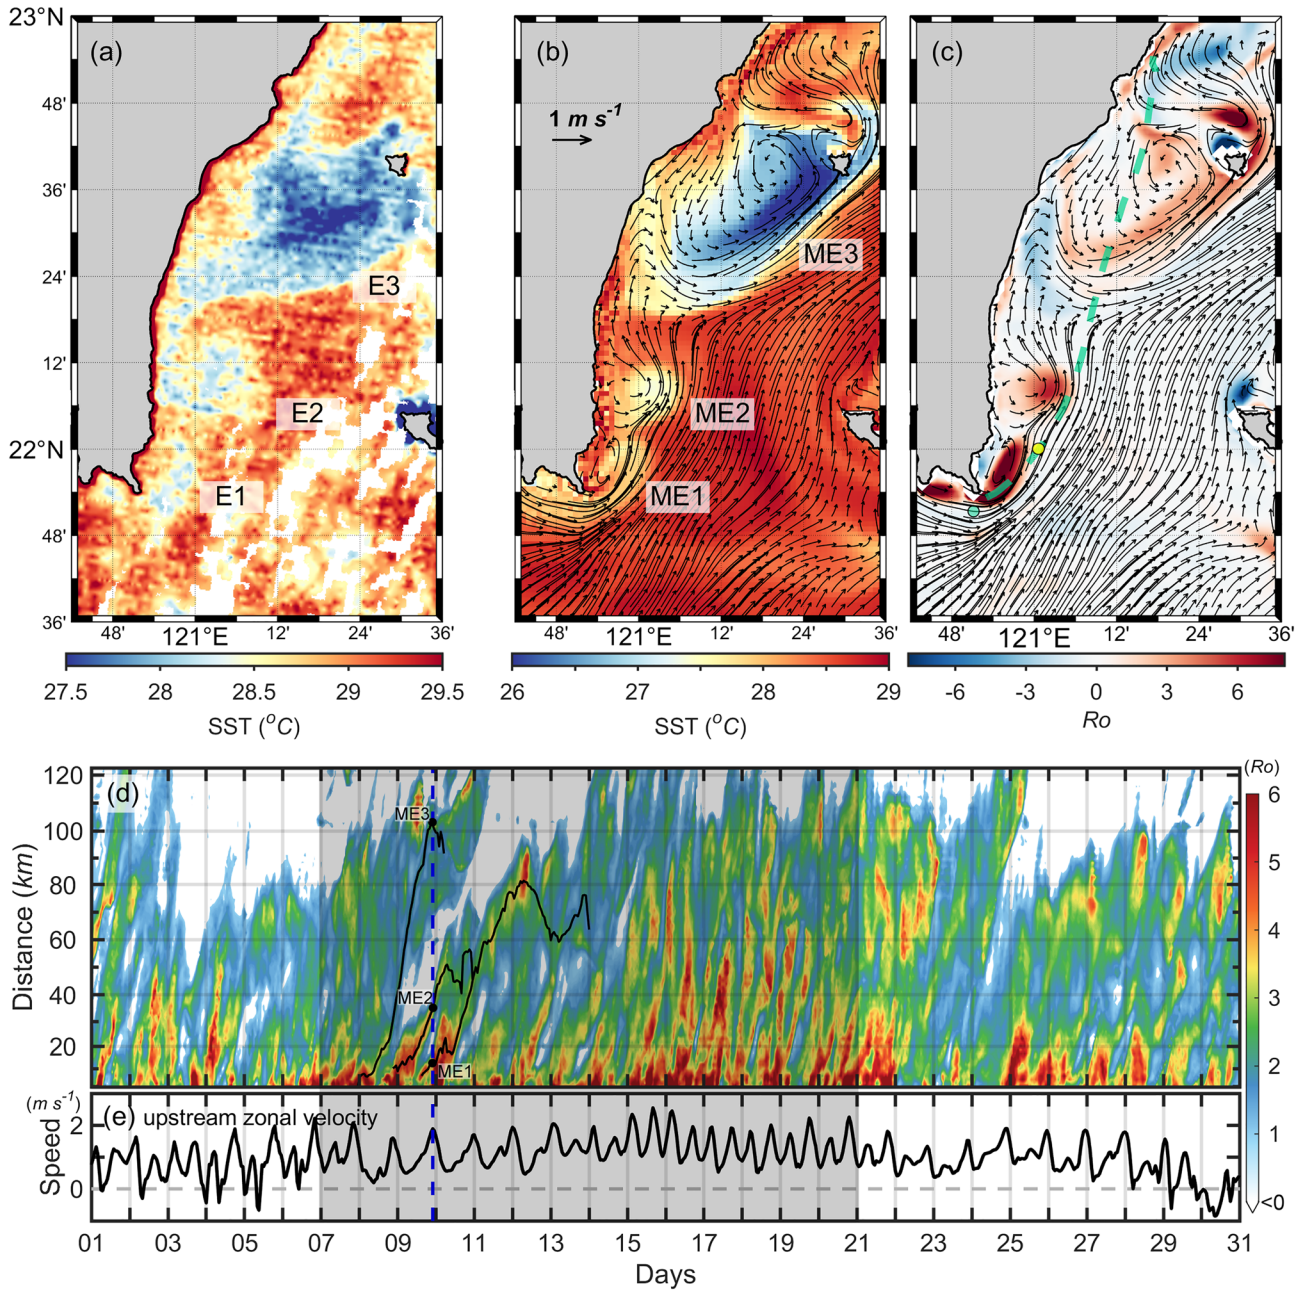 (a)
(b)
(c)
23°N
48'
36'
24'
12'
22°N
48'
36'
1 m s-1
E3
E2
E1
ME3
ME2
ME1
48' 121°E 12' 24' 36'
48' 121°E 12' 24' 36'
48' 121°E 12' 24' 36'
27.5 28 28.5 29 29.5
SST (oC)
26 27 28 29
SST (oC)
-6 -3 0 3 6
Ro
(d)
120
100
80
60
40
20
Distance (km)
ME3
ME2
ME1
(Ro)
6
5
4
3
2
1
<0
(m s-1)
(e) upstream zonal velocity
Speed
2
0
01 03 05 07 09 11 13 15 17 19 21 23 25 27 29 31
Days